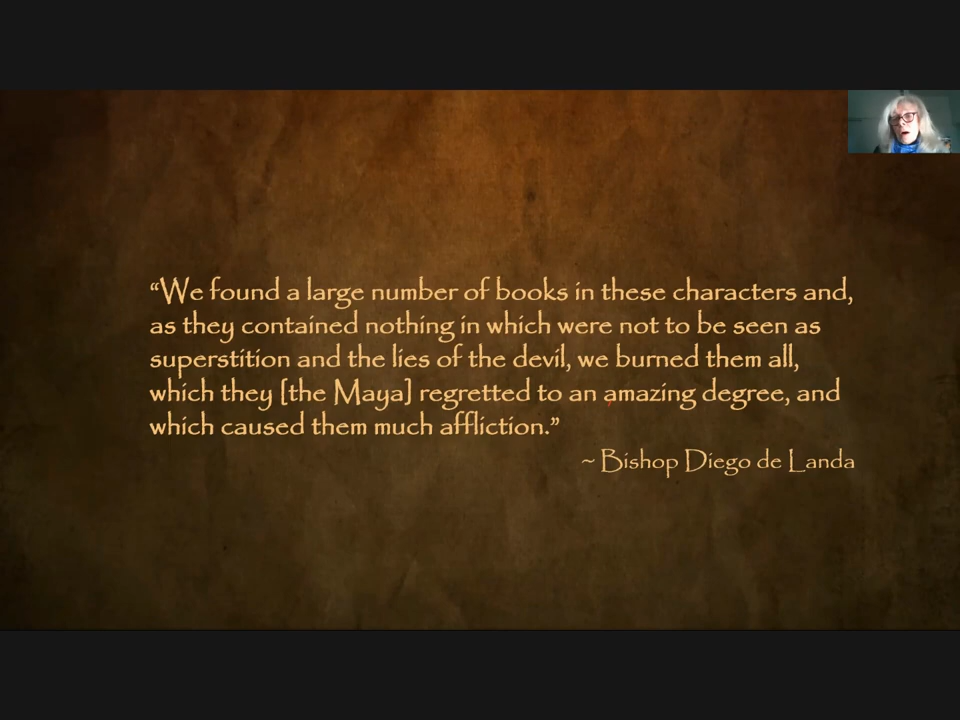 “We found a large number of books in these characters and,
as they contained nothing in which were not to be seen as
superstition and the lies of the devil, we burned them all,
which they [the Maya] regretted to an amazing degree, and
which caused them much affliction.”
~ Bishop Diego de Landa